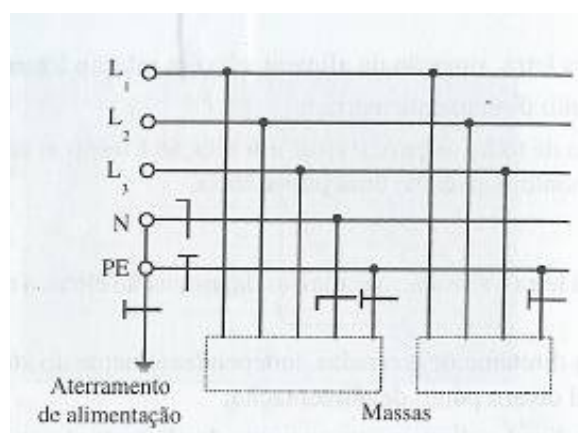 L1
L2
L3
N
PE
Aterramento
de alimentação
Massas